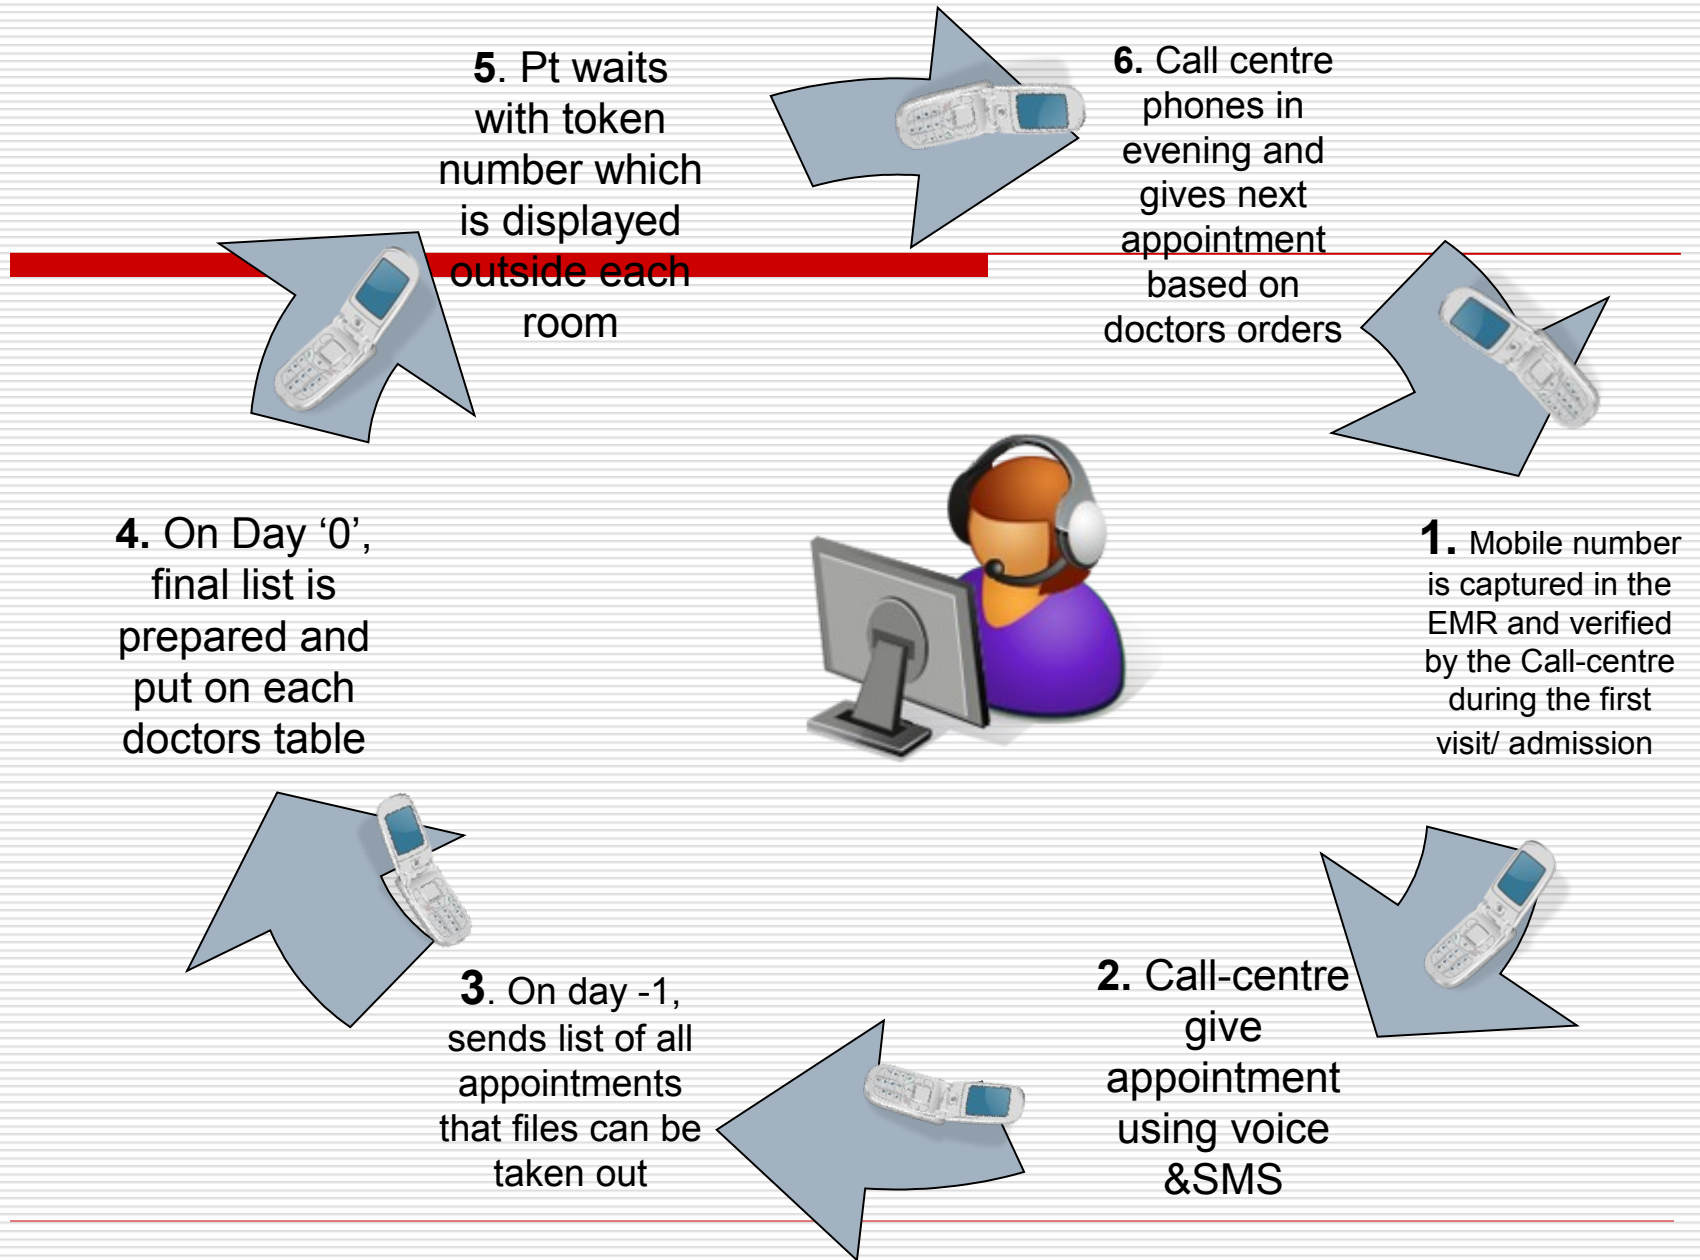 1. Mobile number
is captured in the
EMR and verified
by the Call-centre
during the first
visit/ admission
2. Call-centre
give
appointment
using voice
&SMS
3. On day -1,
sends list of all
appointments
that files can be
taken out
4. On Day ‘0’,
final list is
prepared and
put on each
doctors table
5. Pt waits
with token
number which
is displayed
outside each
room
6. Call centre
phones in
evening and
gives next
appointment
based on
doctors orders